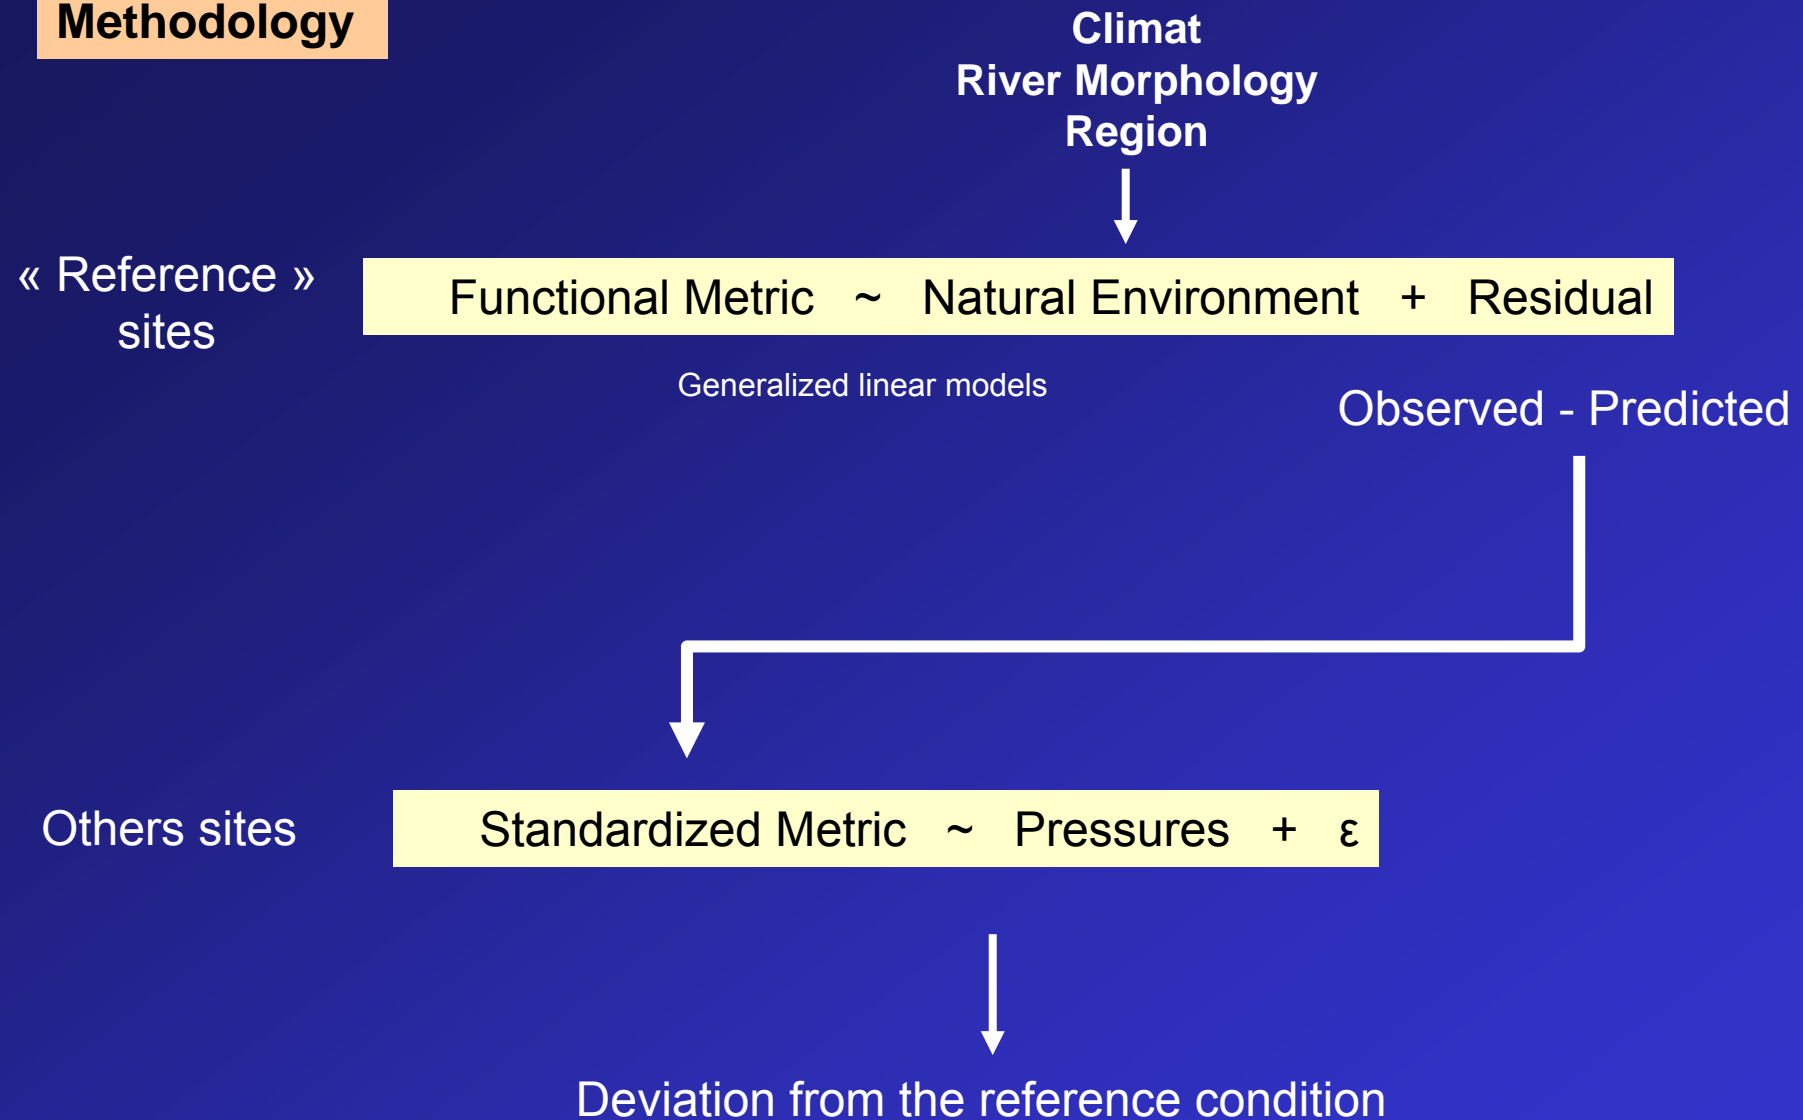 Methodology
Climat
River Morphology
Region
« Reference »
sites
Functional Metric ~ Natural Environment + Residual
Generalized linear models
Observed - Predicted
Others sites
Standardized Metric ~ Pressures + ε
Deviation from the reference condition